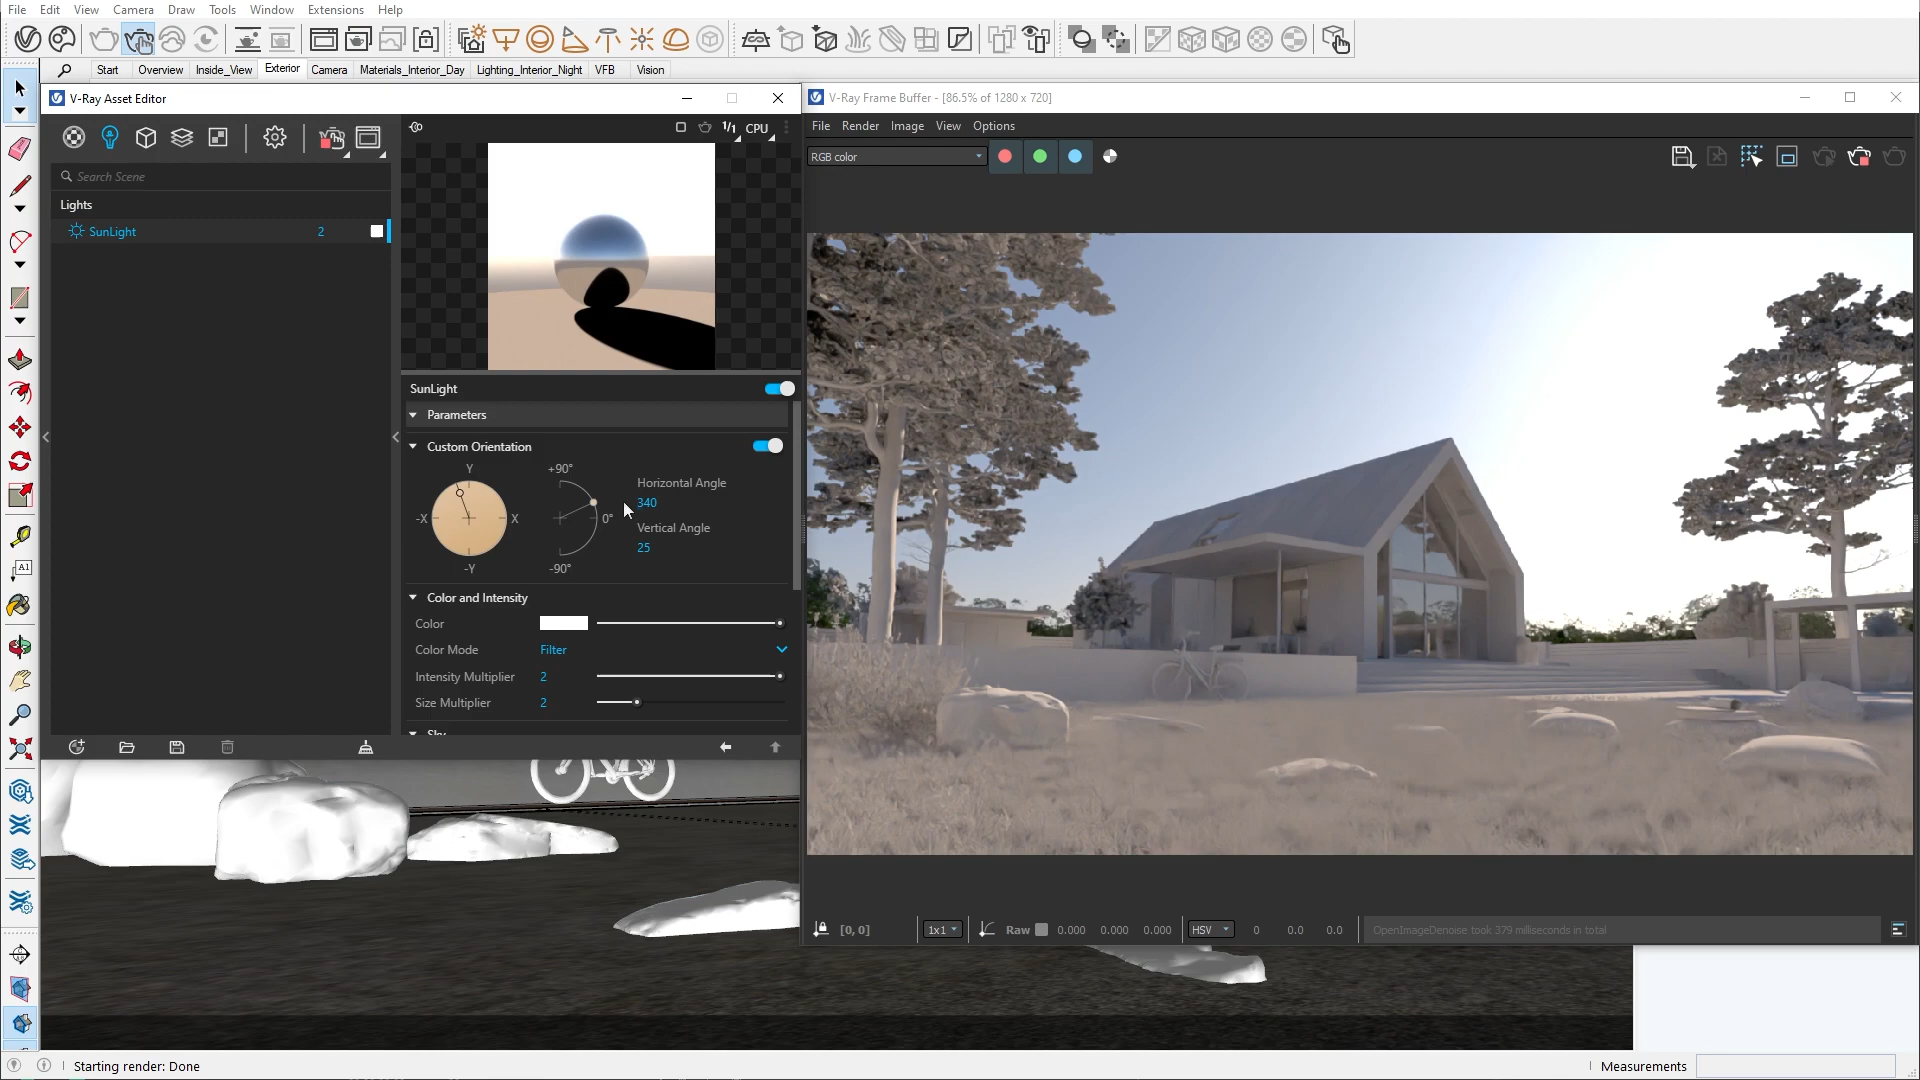 File Edit View Camera Draw Tools Window Extensions Help
Start Overview Inside_View Exterior Camera Materials_Interior_Day Lighting_Interior_Night VFB Vision
V-Ray Asset Editor
1/1 CPU
Search Scene
Lights
SunLight 2
SunLight
Parameters
Custom Orientation
Y +90°
Horizontal Angle
340
-X X 0°
Vertical Angle
25
-Y -90°
Color and Intensity
Color
Color Mode Filter
Intensity Multiplier 2
Size Multiplier 2
Sky
V-Ray Frame Buffer - [86.5% of 1280 x 720]
File Render Image View Options
RGB color
[0, 0] 1x1 Raw 0.000 0.000 0.000 HSV 0 0.0 0.0 OpenImageDenoise took 379 milliseconds in total
A1
Starting render: Done
Measurements